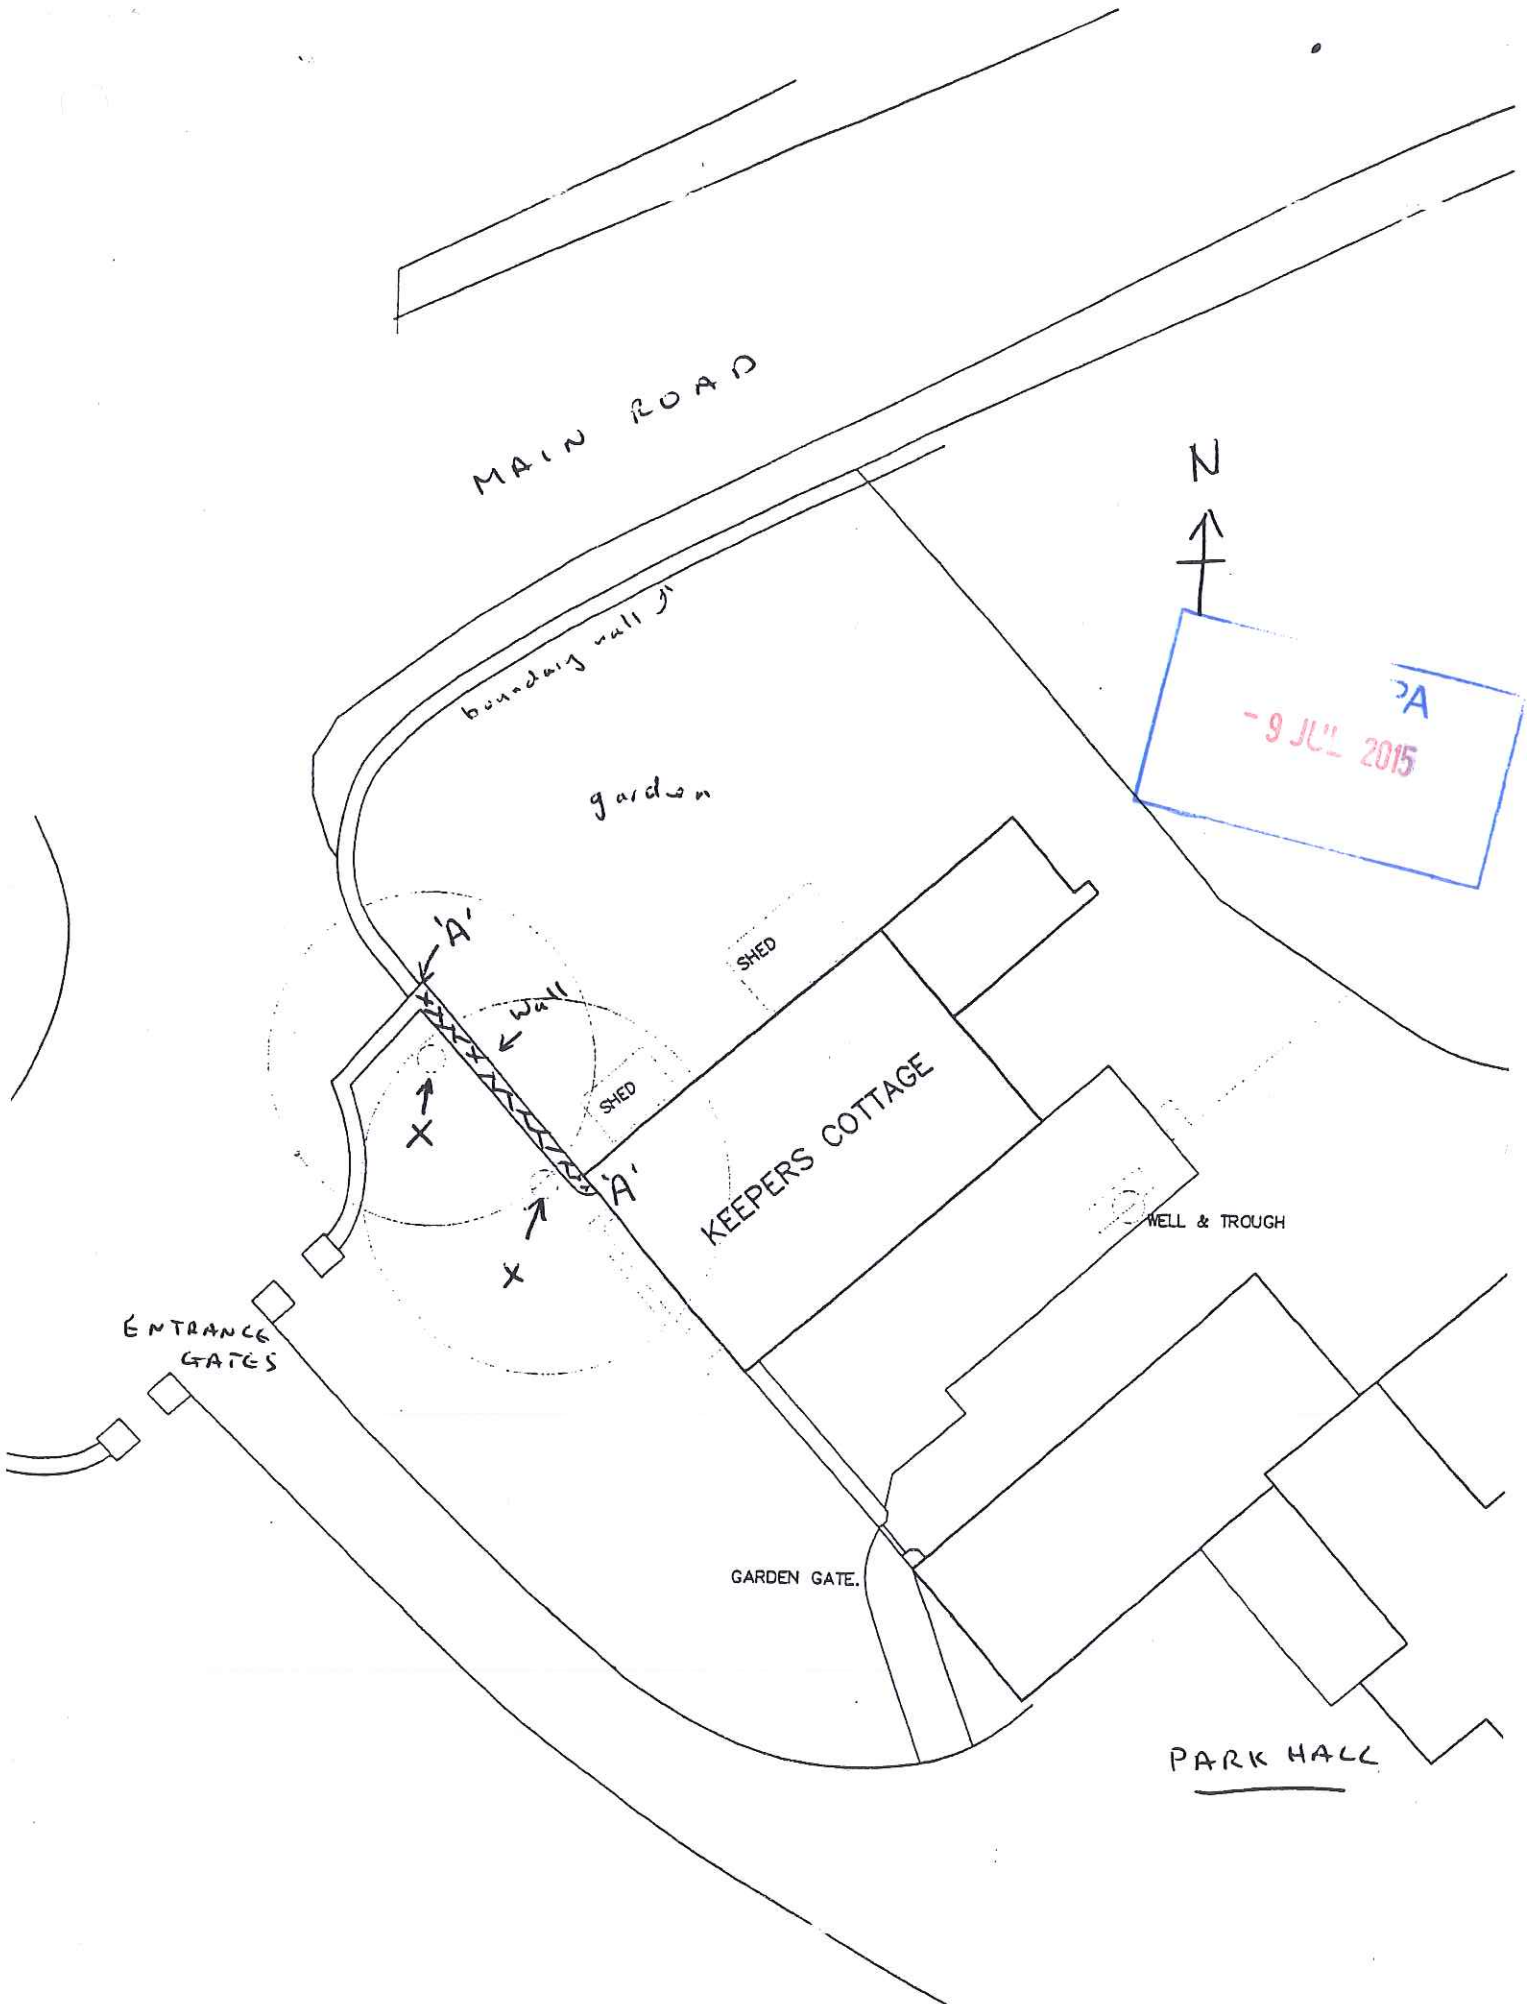 MAIN ROAD
N
boundary wall
PA
-9 JUL 2015
garden
'A'
SHED
wall
SHED
KEEPERS COTTAGE
X
'A'
WELL & TROUGH
X
ENTRANCE
GATES
GARDEN GATE.
PARK HALL